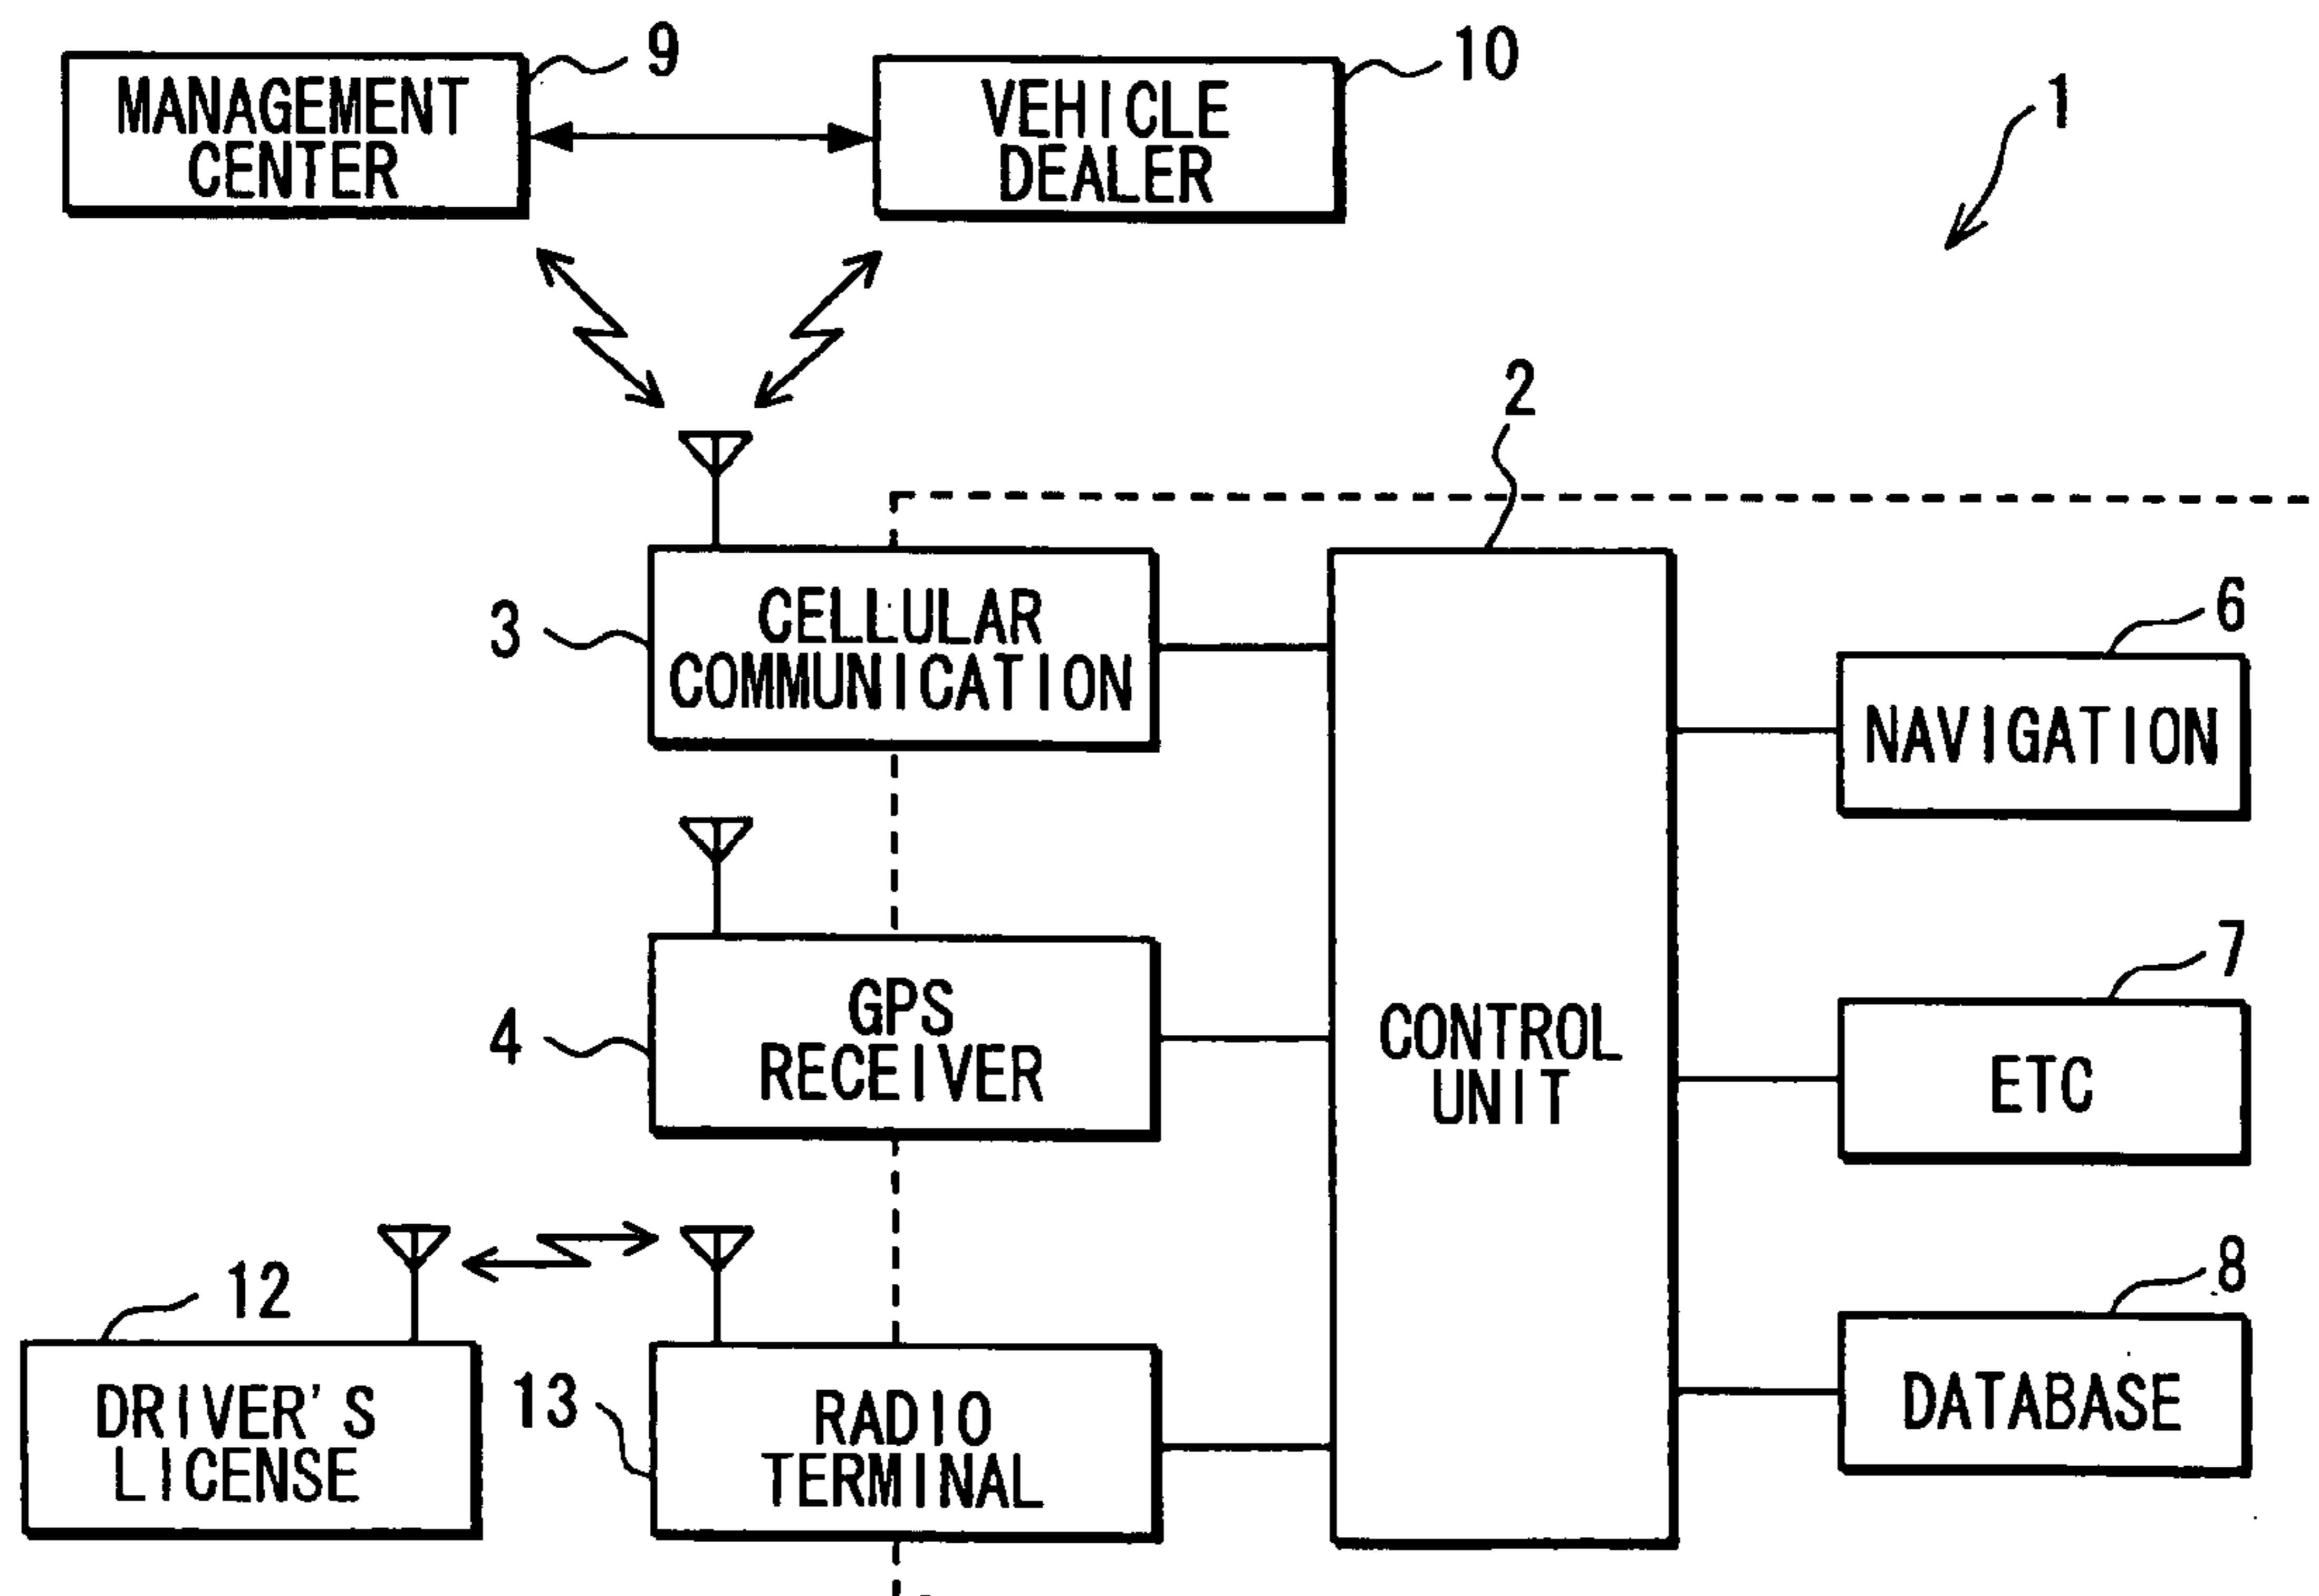 9
10
MANAGEMENT
CENTER
VEHICLE
DEALER
1
2
3
CELLULAR
COMMUNICATION
6
NAVIGATION
4
GPS
RECEIVER
CONTROL
UNIT
7
ETC
12
DRIVER'S
LICENSE
13
RADIO
TERMINAL
8
DATABASE